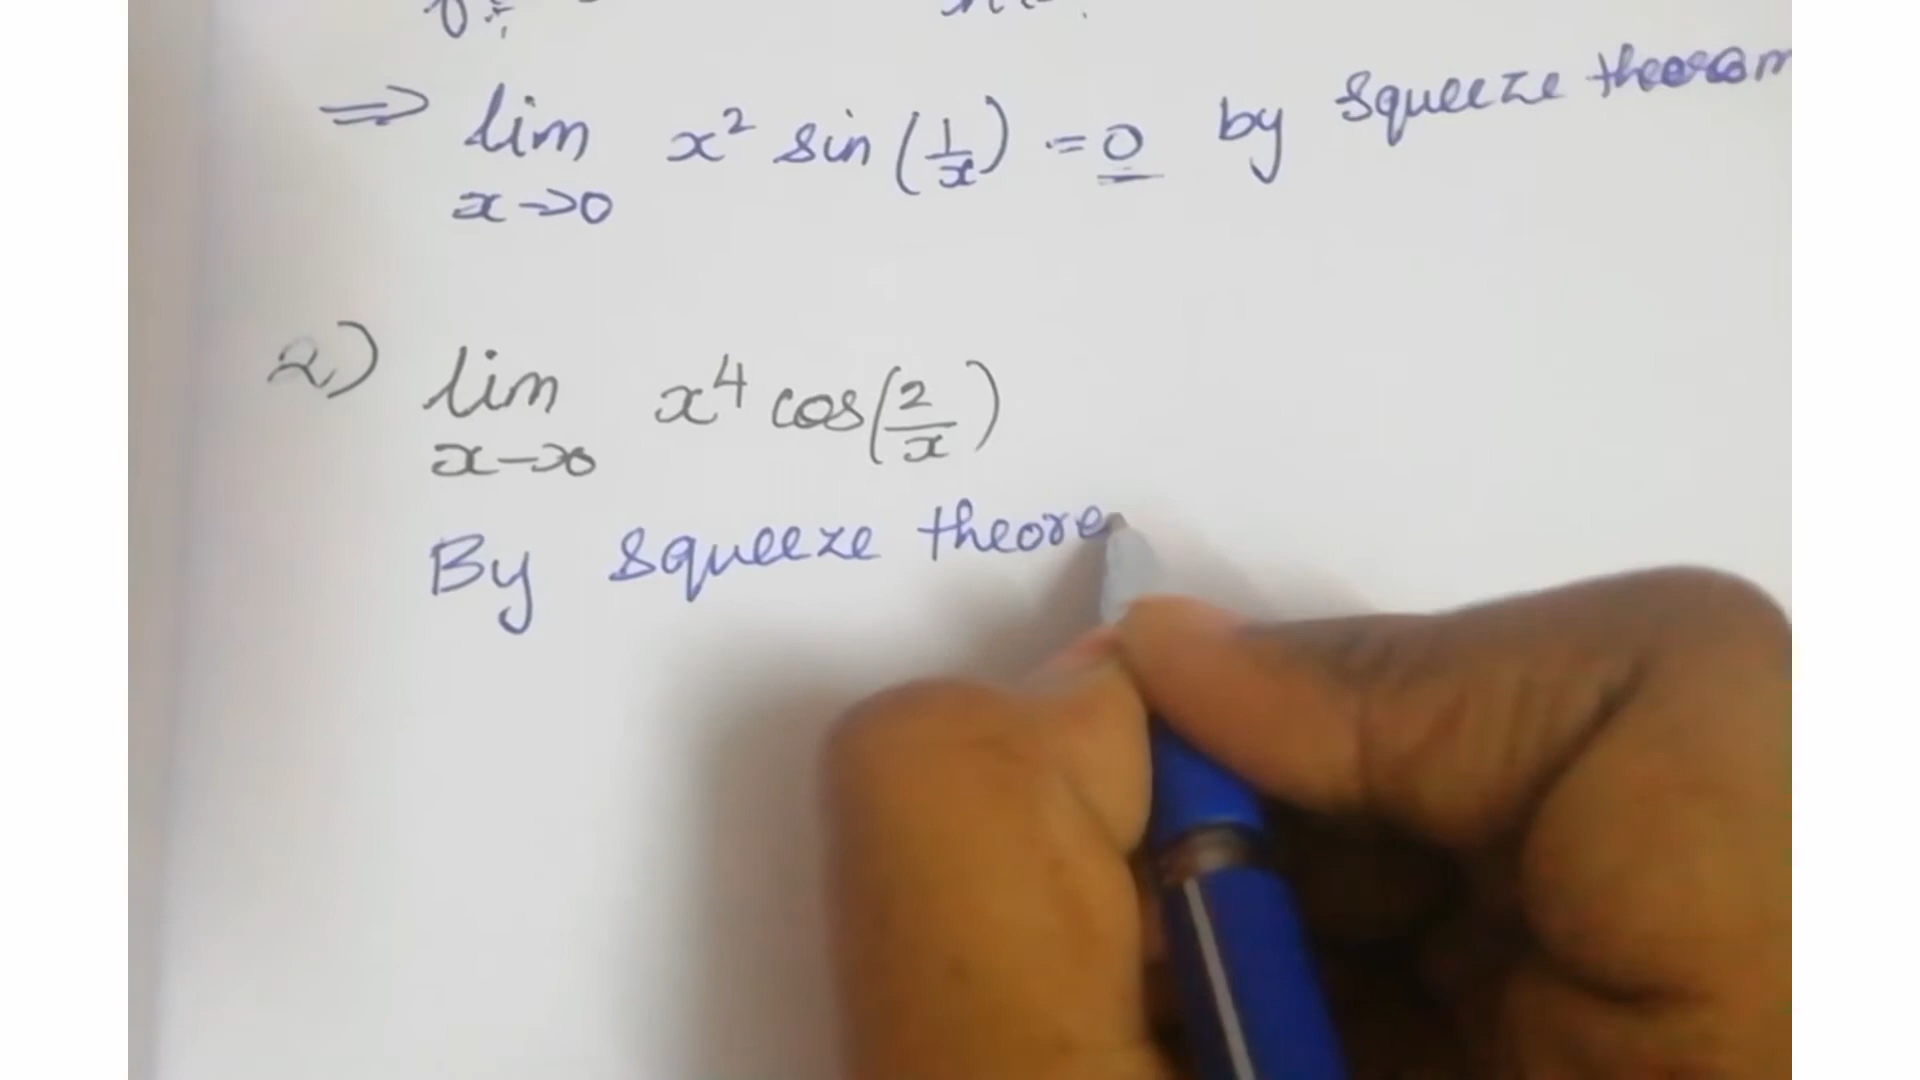 ⇒ lim x² sin(1/x) = 0 by squeeze theorem
x→0
2) lim x⁴ cos(2/x)
x→0
By squeeze theore